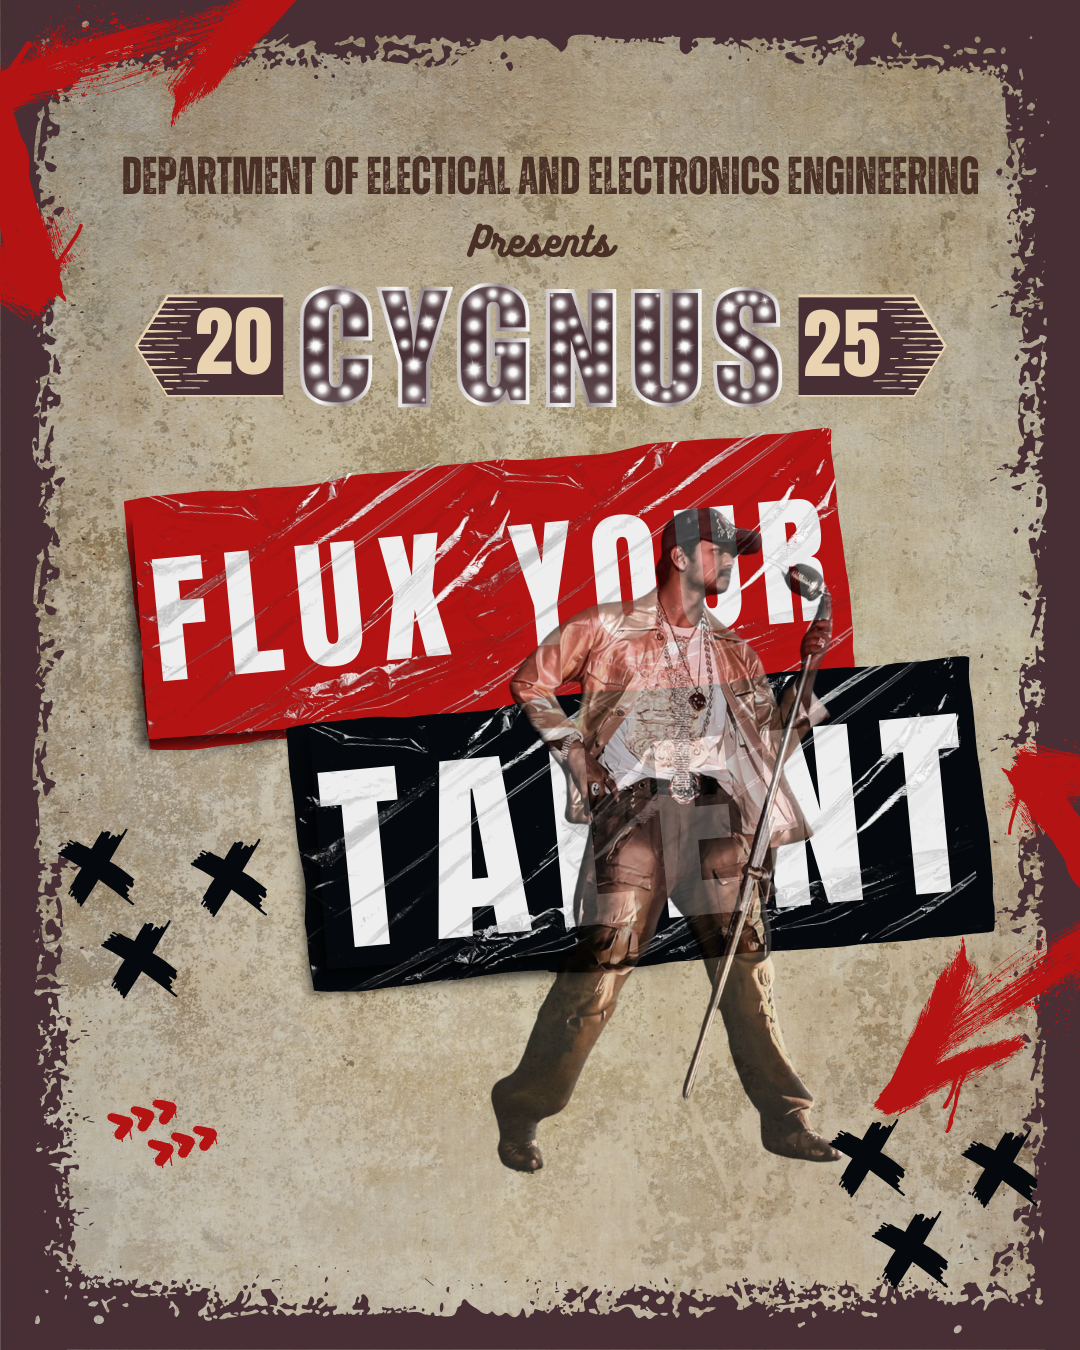 DEPARTMENT OF ELECTICAL AND ELECTRONICS ENGINEERING
Presents
20 CYGNUS 25
FLUX YOUR
TALENT